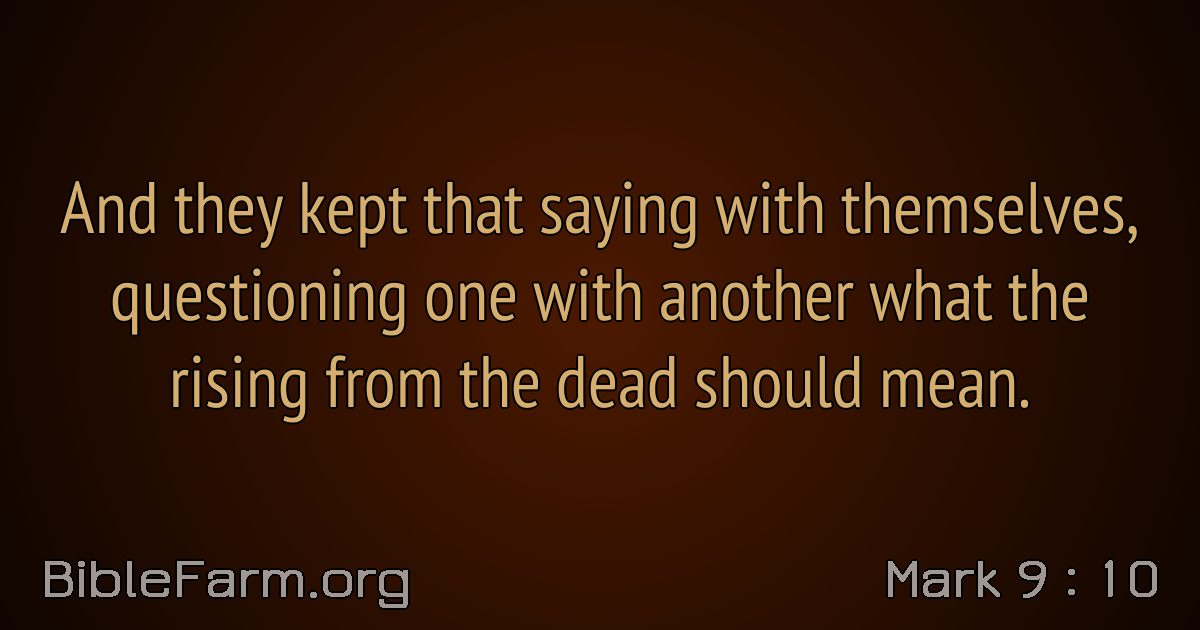 And they kept that saying with themselves,
questioning one with another what the
rising from the dead should mean.
BibleFarm.org
Mark 9 : 10